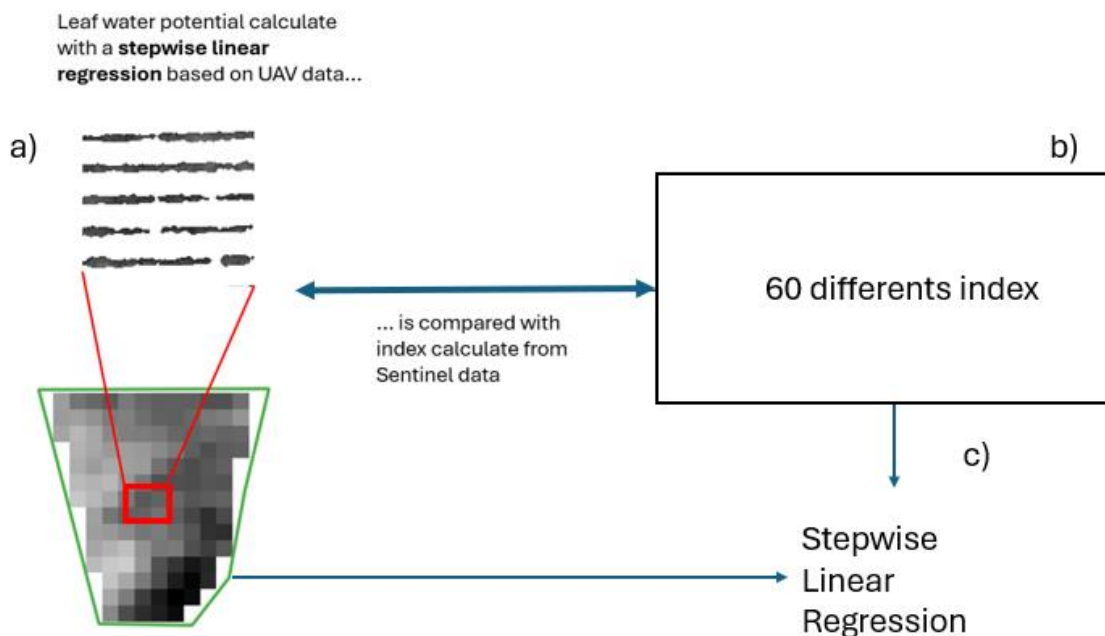 Leaf water potential calculate
with a stepwise linear
regression based on UAV data...
a)
b)
60 differents index
... is compared with
index calculate from
Sentinel data
c)
Stepwise
Linear
Regression